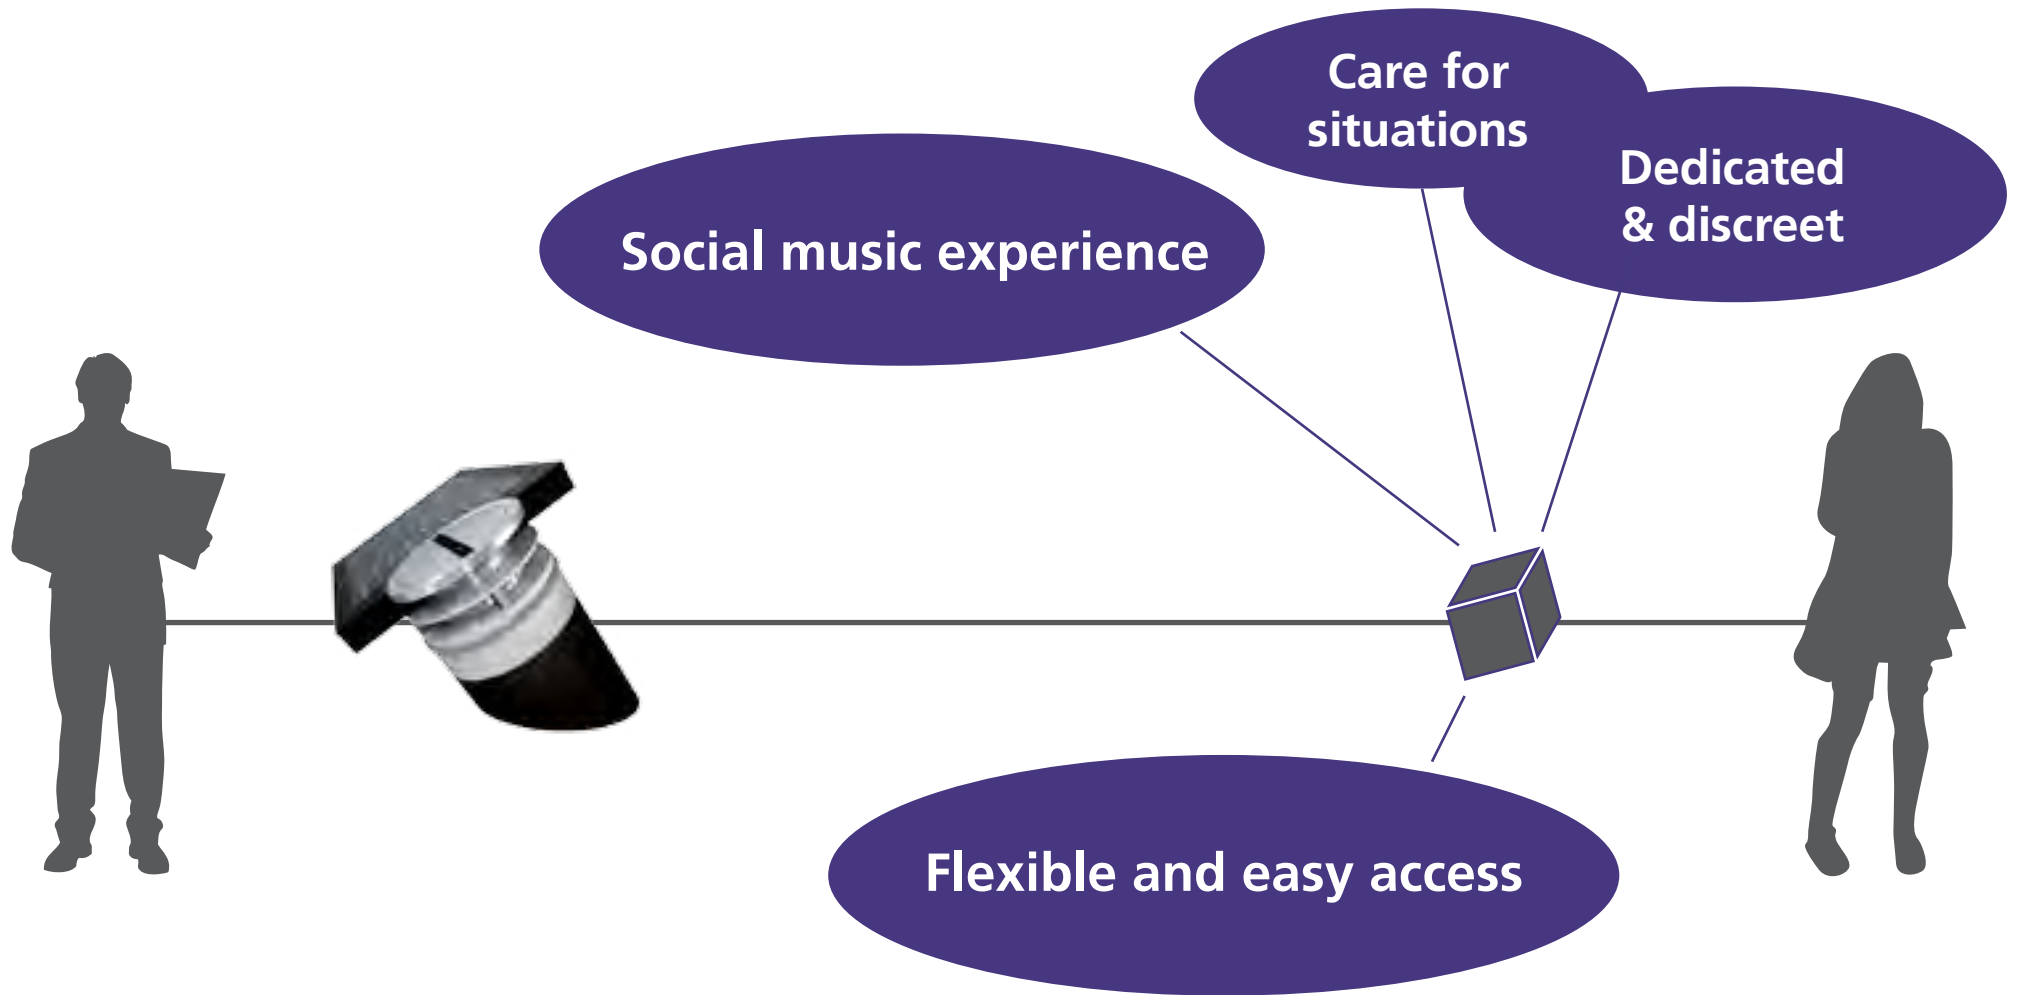 Care for
situations
Dedicated
& discreet
Social music experience
Flexible and easy access